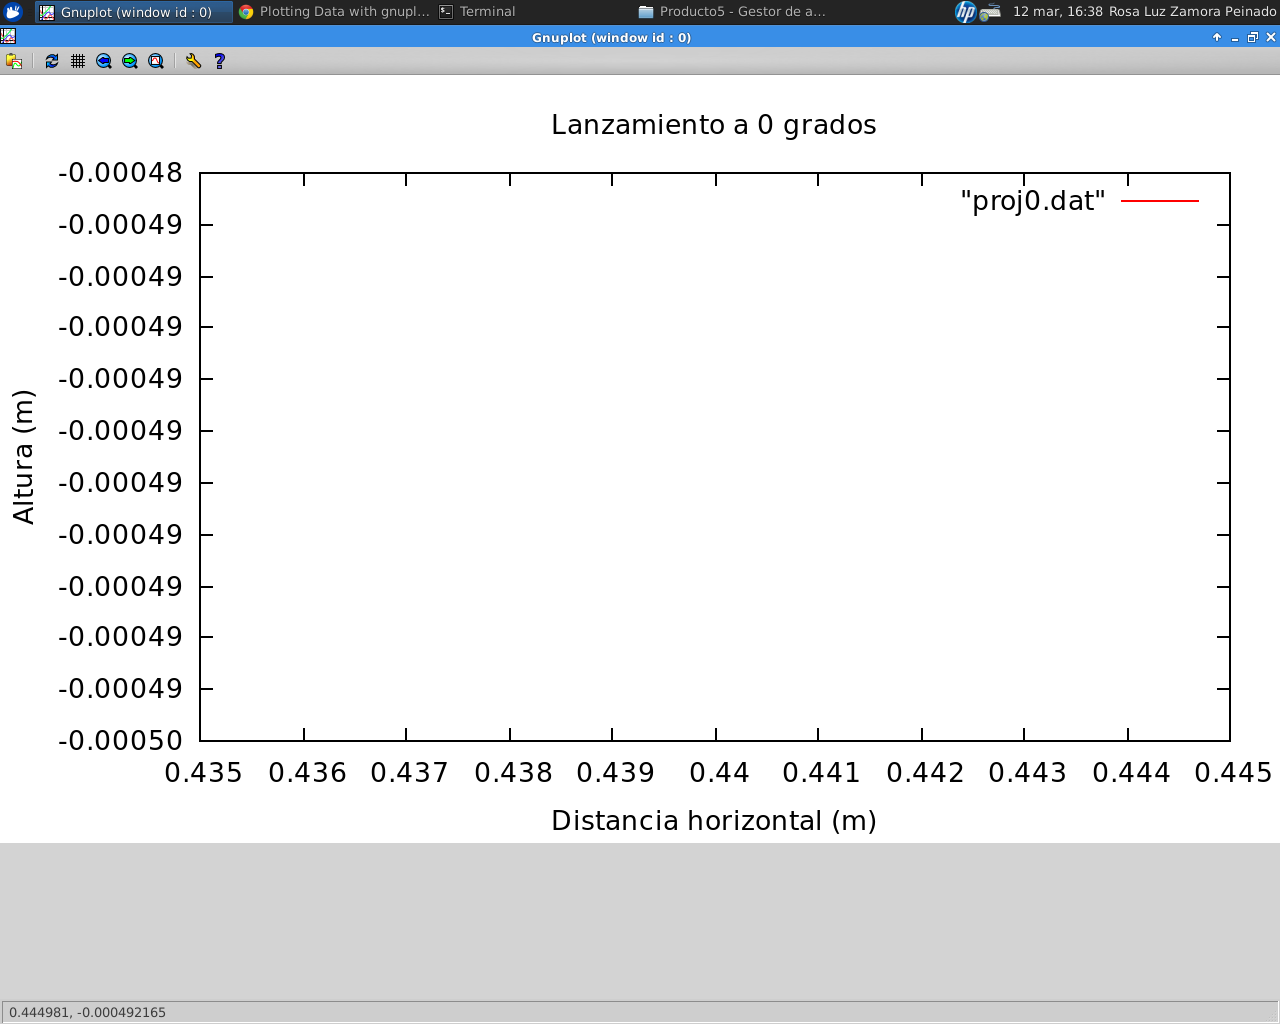 Gnuplot (window id : 0) Plotting Data with gnupl... Terminal Producto5 - Gestor de a... hp 12 mar, 16:38 Rosa Luz Zamora Peinado
Gnuplot (window id : 0)
Lanzamiento a 0 grados
"proj0.dat"
-0.00048
-0.00049
-0.00049
-0.00049
-0.00049
-0.00049
-0.00049
-0.00049
-0.00049
-0.00049
-0.00049
-0.00050
Altura (m)
0.435 0.436 0.437 0.438 0.439 0.44 0.441 0.442 0.443 0.444 0.445
Distancia horizontal (m)
0.444981, -0.000492165